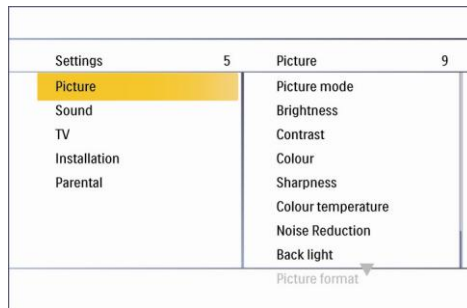 Settings 5
Picture
Sound
TV
Installation
Parental
Picture 9
Picture mode
Brightness
Contrast
Colour
Sharpness
Colour temperature
Noise Reduction
Back light
Picture format